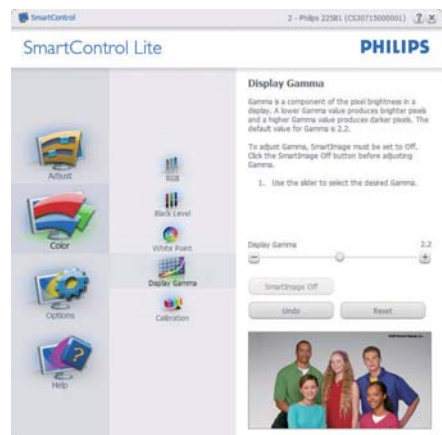 SmartControl
2 - Philips 225B1 (CS30715000001)
SmartControl Lite
PHILIPS
Adjust
Color
Options
Help
RGB
Black Level
White Point
Display Gamma
Calibration
Display Gamma
Gamma is a component of the pixel brightness in a
display. A lower Gamma value produces brighter pixels
and a higher Gamma value produces darker pixels. The
default value for Gamma is 2.2.
To adjust Gamma, SmartImage must be set to Off.
Click the SmartImage Off button before adjusting
Gamma.
1. Use the slider to select the desired Gamma.
Display Gamma 2.2
SmartImage Off
Undo Reset